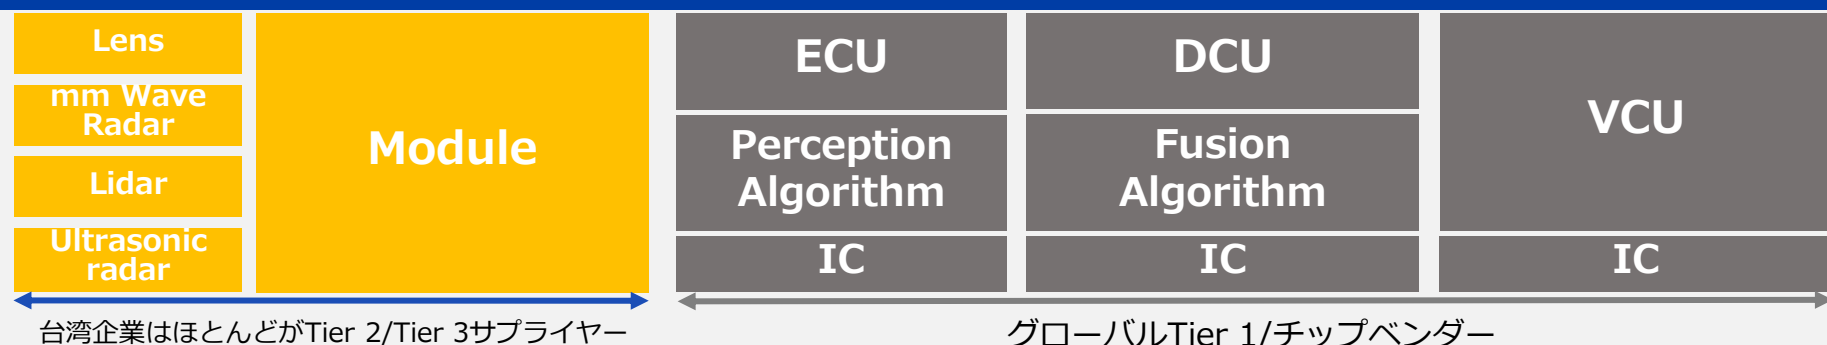 Lens
mm Wave
Radar
Lidar
Ultrasonic
radar
Module
ECU
Perception
Algorithm
IC
DCU
Fusion
Algorithm
IC
VCU
IC
台湾企業はほとんどがTier 2/Tier 3サプライヤー
グローバルTier 1/チップベンダー